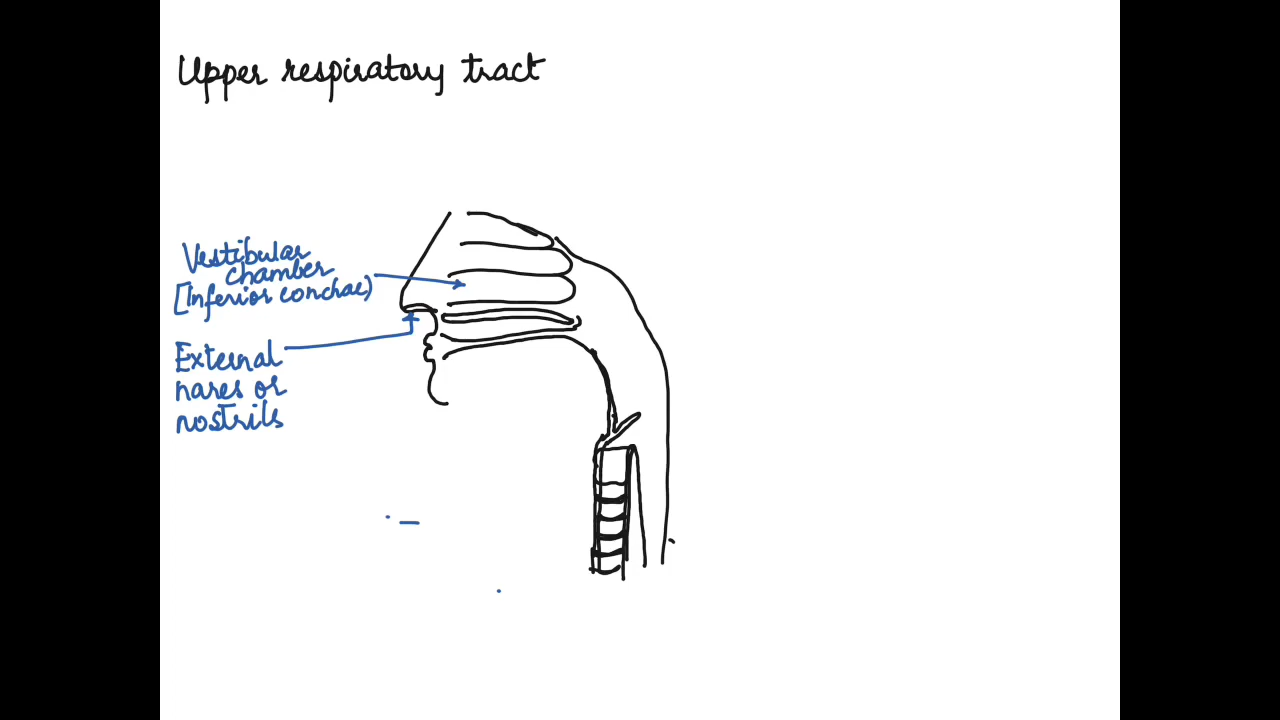 Upper respiratory tract
Vestibular
chamber
[Inferior conchae)
External
nares or
nostrils